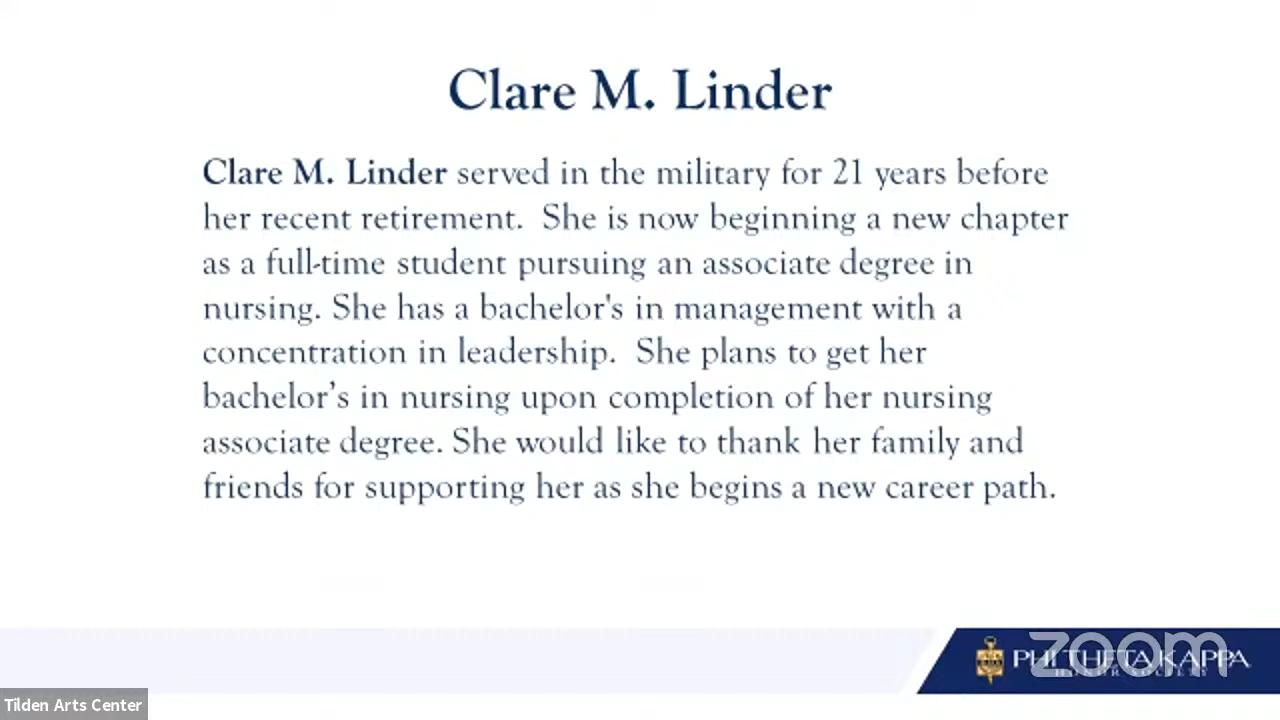 Clare M. Linder
Clare M. Linder served in the military for 21 years before
her recent retirement.  She is now beginning a new chapter
as a full-time student pursuing an associate degree in
nursing. She has a bachelor's in management with a
concentration in leadership.  She plans to get her
bachelor’s in nursing upon completion of her nursing
associate degree. She would like to thank her family and
friends for supporting her as she begins a new career path.
PHI THETA KAPPA
HONOR SOCIETY
zoom
Tilden Arts Center